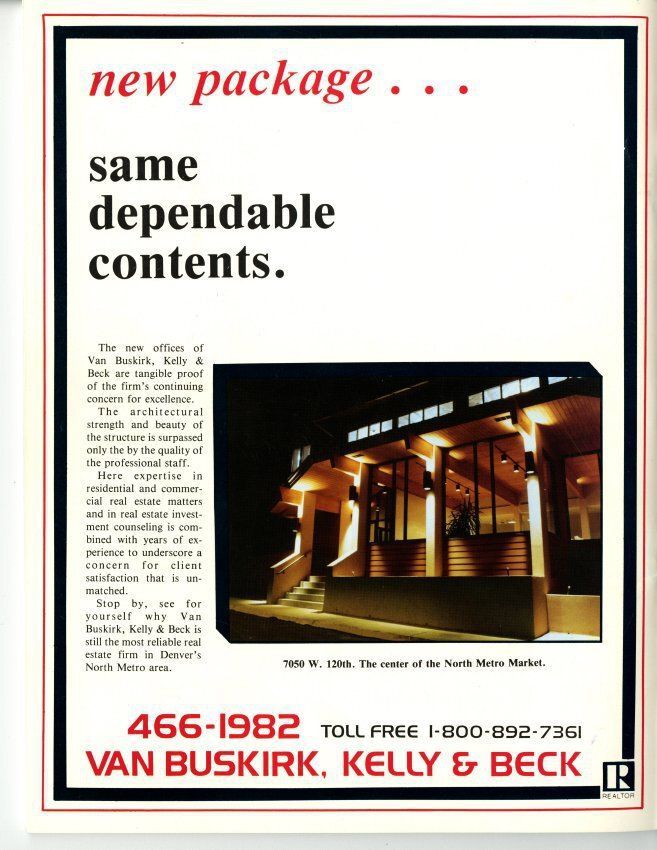 new package . . .
same
dependable
contents.
The new offices of
Van Buskirk, Kelly &
Beck are tangible proof
of the firm's continuing
concern for excellence.
The architectural
strength and beauty of
the structure is surpassed
only the by the quality of
the professional staff.
Here expertise in
residential and commer-
cial real estate matters
and in real estate invest-
ment counseling is com-
bined with years of ex-
perience to underscore a
concern for client
satisfaction that is un-
matched.
Stop by, see for
yourself why Van
Buskirk, Kelly & Beck is
still the most reliable real
estate firm in Denver's
North Metro area.
7050 W. 120th. The center of the North Metro Market.
466-1982 TOLL FREE 1-800-892-7361
VAN BUSKIRK, KELLY & BECK
R
REALTOR